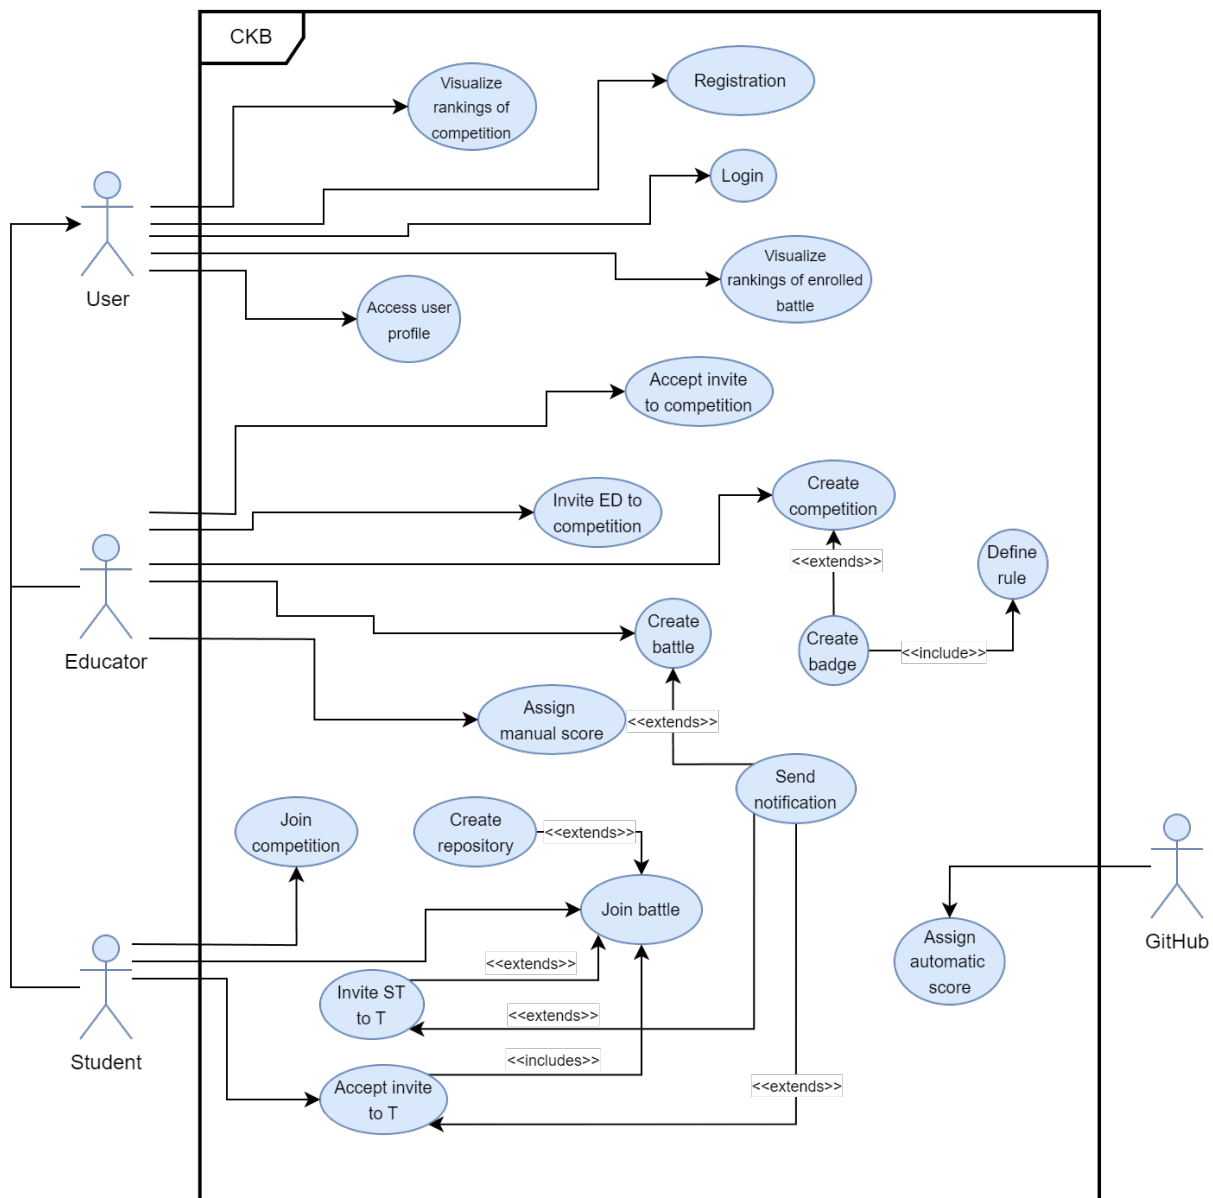 CKB
Visualize
rankings of
competition
Registration
Login
User
Visualize
rankings of enrolled
battle
Access user
profile
Accept invite
to competition
Invite ED to
competition
Create
competition
<<extends>>
Define
rule
Educator
Create
battle
Create
badge
<<include>>
Assign
manual score
<<extends>>
Send
notification
Join
competition
Create
repository
<<extends>>
Join battle
GitHub
Assign
automatic
score
<<extends>>
Invite ST
to T
<<extends>>
Student
<<includes>>
Accept invite
to T
<<extends>>